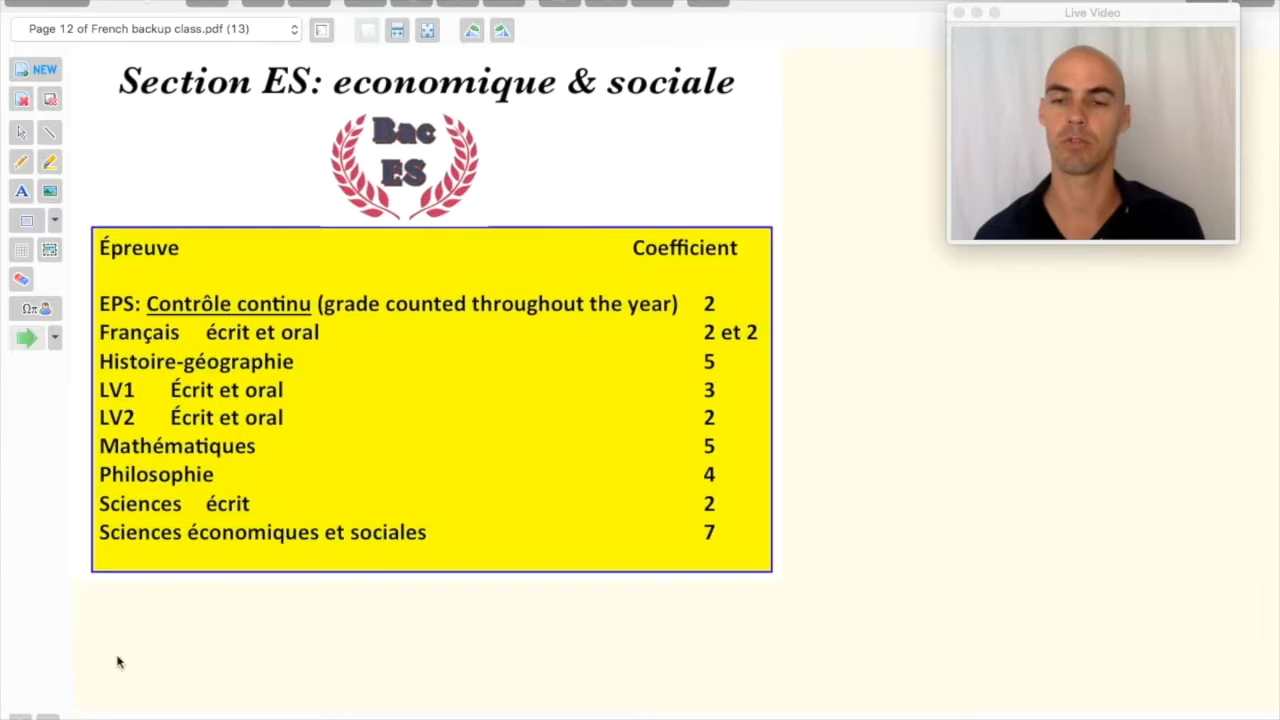 Page 12 of French backup class.pdf (13)
Live Video
NEW
A
Ωπ
Section ES: economique & sociale
Bac
ES
Épreuve Coefficient
EPS: Contrôle continu (grade counted throughout the year) 2
Français écrit et oral 2 et 2
Histoire-géographie 5
LV1 Écrit et oral 3
LV2 Écrit et oral 2
Mathématiques 5
Philosophie 4
Sciences écrit 2
Sciences économiques et sociales 7